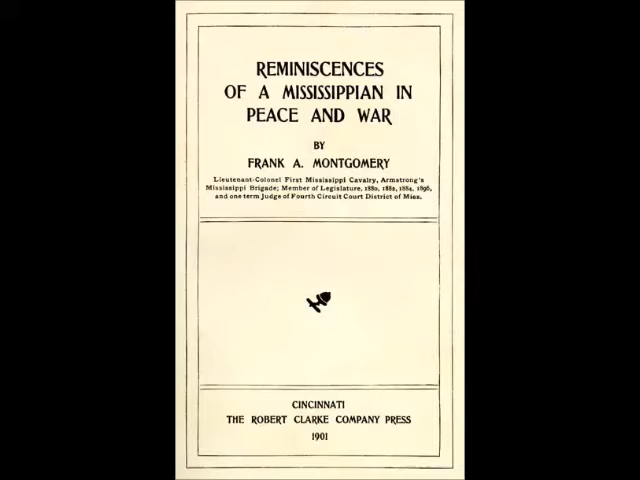 REMINISCENCES
OF A MISSISSIPPIAN IN
PEACE AND WAR
BY
FRANK A. MONTGOMERY
Lieutenant-Colonel First Mississippi Cavalry, Armstrong's
Mississippi Brigade; Member of Legislature, 1880, 1882, 1884, 1896,
and one term Judge of Fourth Circuit Court District of Miss.
CINCINNATI
THE ROBERT CLARKE COMPANY PRESS
1901